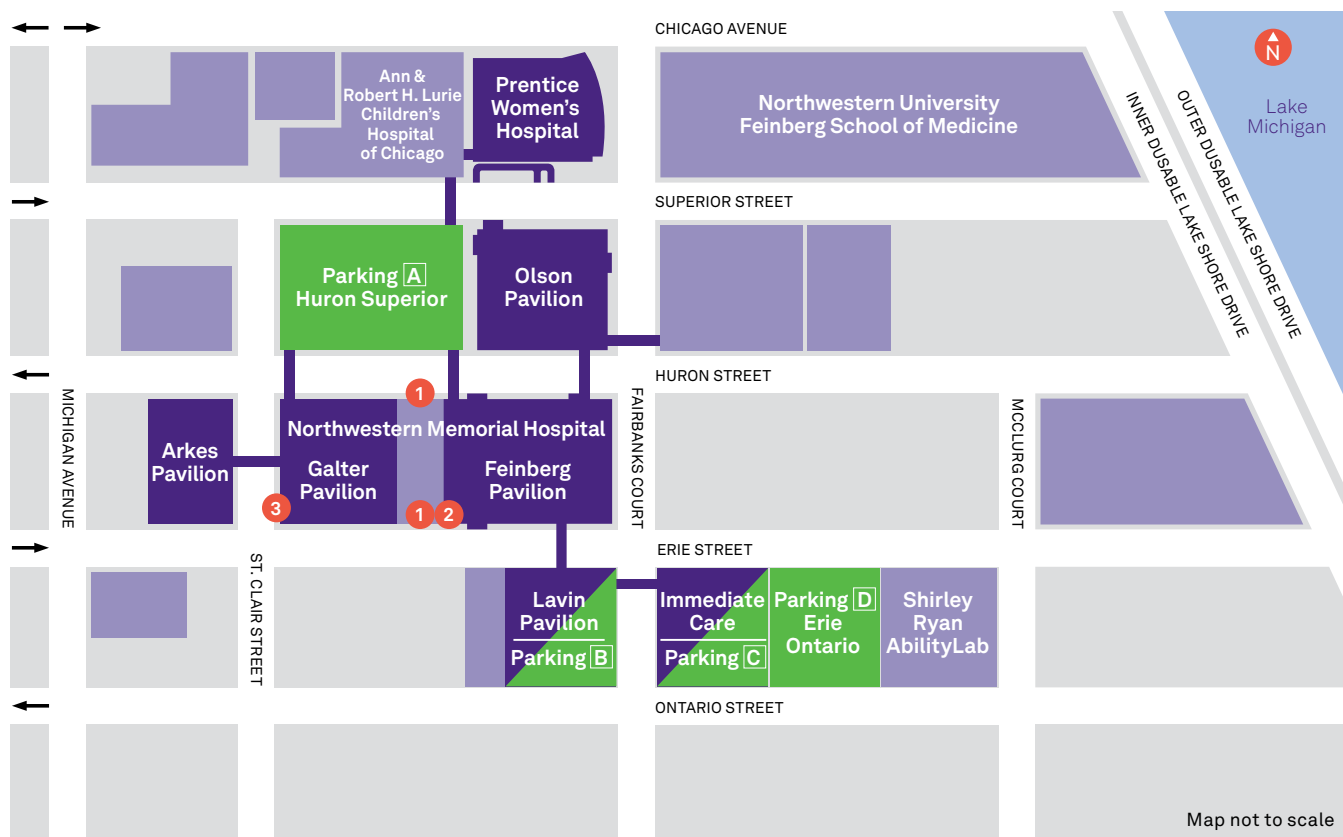 CHICAGO AVENUE
N
Lake
Michigan
Ann &
Robert H. Lurie
Children's
Hospital
of Chicago
Prentice
Women's
Hospital
Northwestern University
Feinberg School of Medicine
INNER DUSABLE LAKE SHORE DRIVE
OUTER DUSABLE LAKE SHORE DRIVE
SUPERIOR STREET
Parking A
Huron Superior
Olson
Pavilion
HURON STREET
MICHIGAN AVENUE
FAIRBANKS COURT
MCCLURG COURT
1
Northwestern Memorial Hospital
Arkes
Pavilion
Galter
Pavilion
Feinberg
Pavilion
3
1
2
ERIE STREET
ST. CLAIR STREET
Lavin
Pavilion
Parking B
Immediate
Care
Parking C
Parking D
Erie
Ontario
Shirley
Ryan
AbilityLab
ONTARIO STREET
Map not to scale